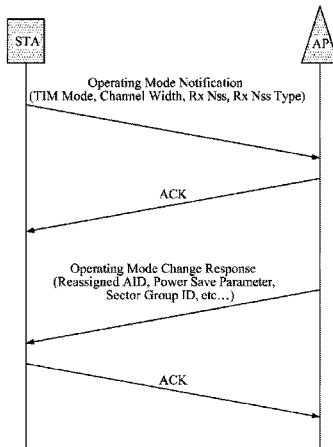 STA
AP
Operating Mode Notification
(TIM Mode, Channel Width, Rx Nss, Rx Nss Type)
ACK
Operating Mode Change Response
(Reassigned AID, Power Save Parameter,
Sector Group ID, etc...)
ACK